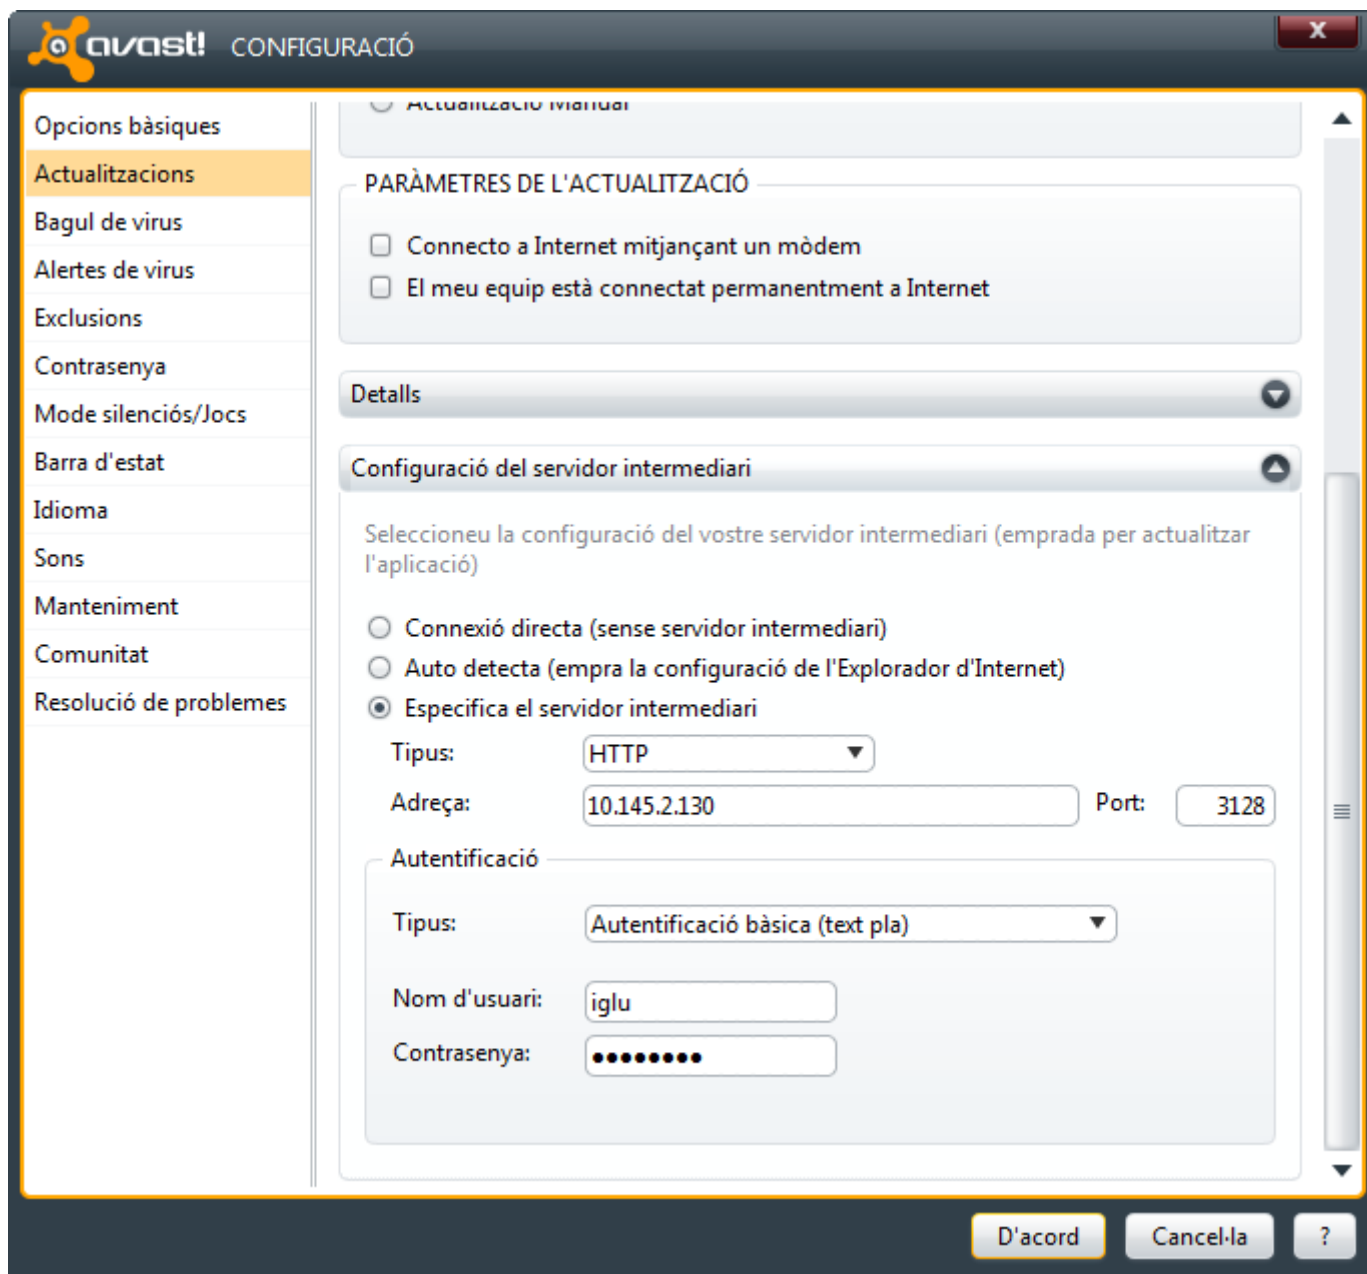 avast! CONFIGURACIÓ
x
Opcions bàsiques
Actualitzacions
Bagul de virus
Alertes de virus
Exclusions
Contrasenya
Mode silenciós/Jocs
Barra d'estat
Idioma
Sons
Manteniment
Comunitat
Resolució de problemes
Actualització Manual
PARÀMETRES DE L'ACTUALITZACIÓ
Connecto a Internet mitjançant un mòdem
El meu equip està connectat permanentment a Internet
Detalls
Configuració del servidor intermediari
Seleccioneu la configuració del vostre servidor intermediari (emprada per actualitzar
l'aplicació)
Connexió directa (sense servidor intermediari)
Auto detecta (empra la configuració de l'Explorador d'Internet)
Especifica el servidor intermediari
Tipus: HTTP
Adreça: 10.145.2.130 Port: 3128
Autentificació
Tipus: Autentificació bàsica (text pla)
Nom d'usuari: iglu
Contrasenya: ●●●●●●●●
D'acord Cancel·la ?